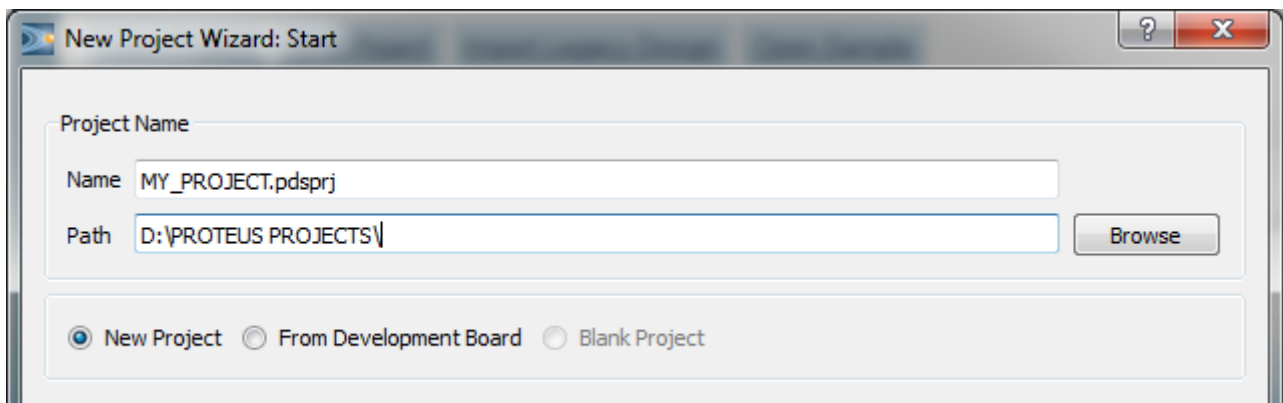 New Project Wizard: Start
Project Name
Name MY_PROJECT.pdsprj
Path D:\PROTEUS PROJECTS\ Browse
New Project From Development Board Blank Project